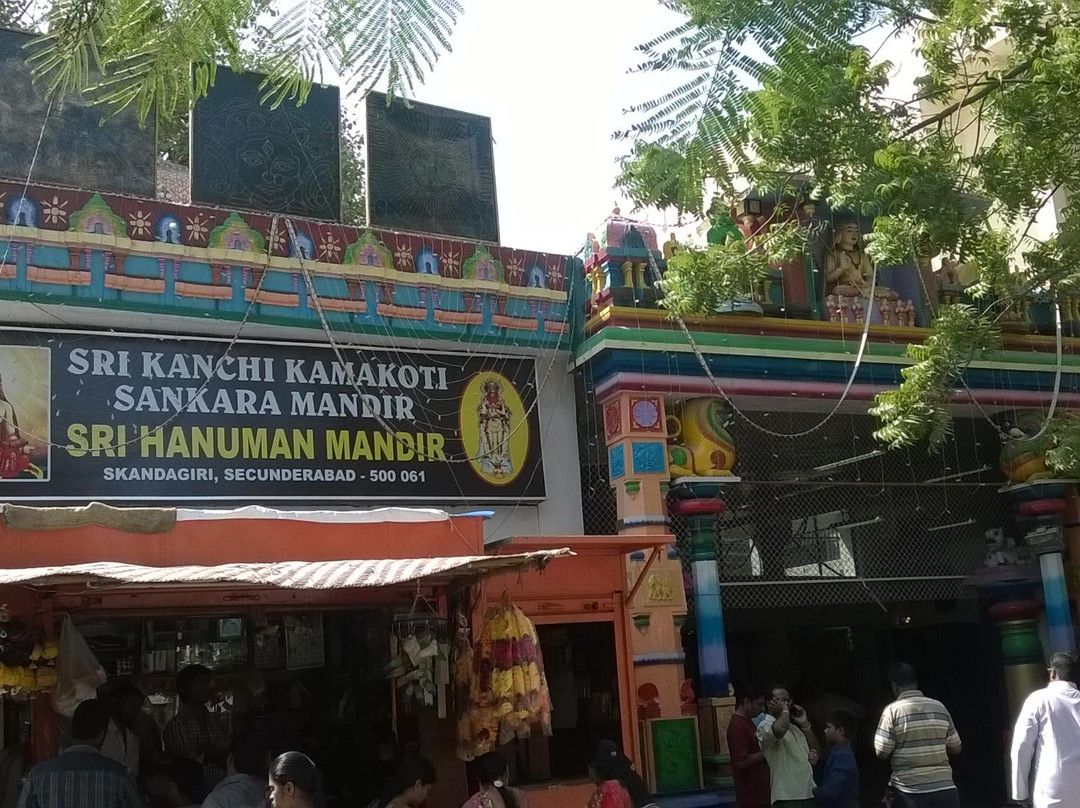 SRI KANCHI KAMAKOTI
SANKARA MANDIR
SRI HANUMAN MANDIR
SKANDAGIRI, SECUNDERABAD - 500 061